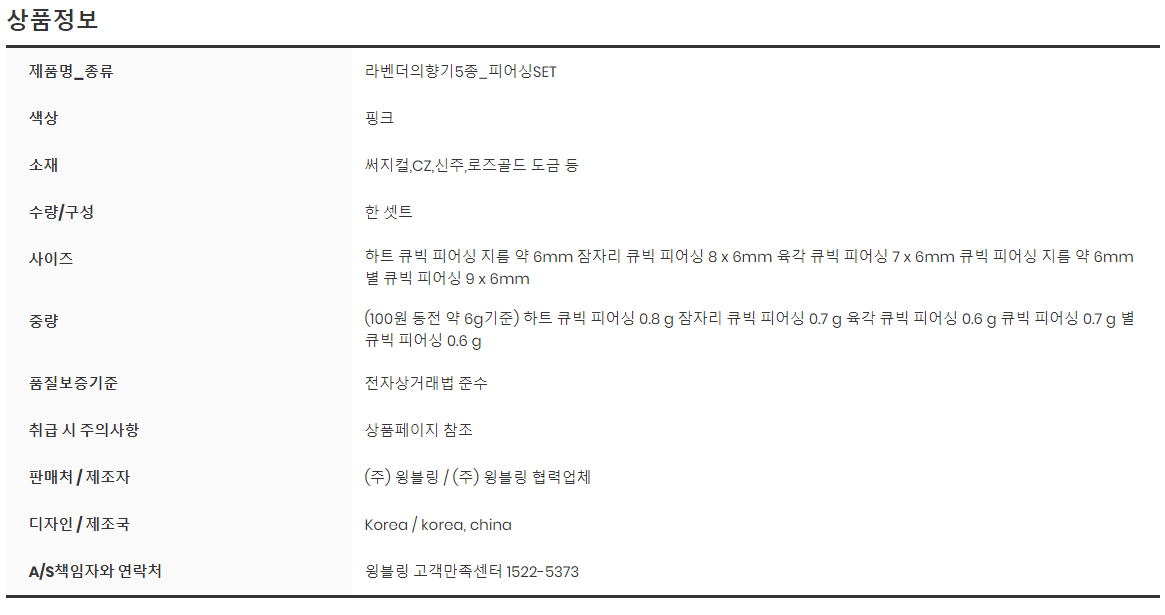 상품정보
제품명_종류 라벤더의향기5종_피어싱SET
색상 핑크
소재 써지컬,CZ,신주,로즈골드 도금 등
수량/구성 한 셋트
사이즈 하트 큐빅 피어싱 지름 약 6mm 잠자리 큐빅 피어싱 8 x 6mm 육각 큐빅 피어싱 7 x 6mm 큐빅 피어싱 지름 약 6mm
별 큐빅 피어싱 9 x 6mm
중량 (100원 동전 약 6g기준) 하트 큐빅 피어싱 0.8 g 잠자리 큐빅 피어싱 0.7 g 육각 큐빅 피어싱 0.6 g 큐빅 피어싱 0.7 g 별
큐빅 피어싱 0.6 g
품질보증기준 전자상거래법 준수
취급 시 주의사항 상품페이지 참조
판매처 / 제조자 (주) 윙블링 / (주) 윙블링 협력업체
디자인 / 제조국 Korea / korea, china
A/S책임자와 연락처 윙블링 고객만족센터 1522-5373